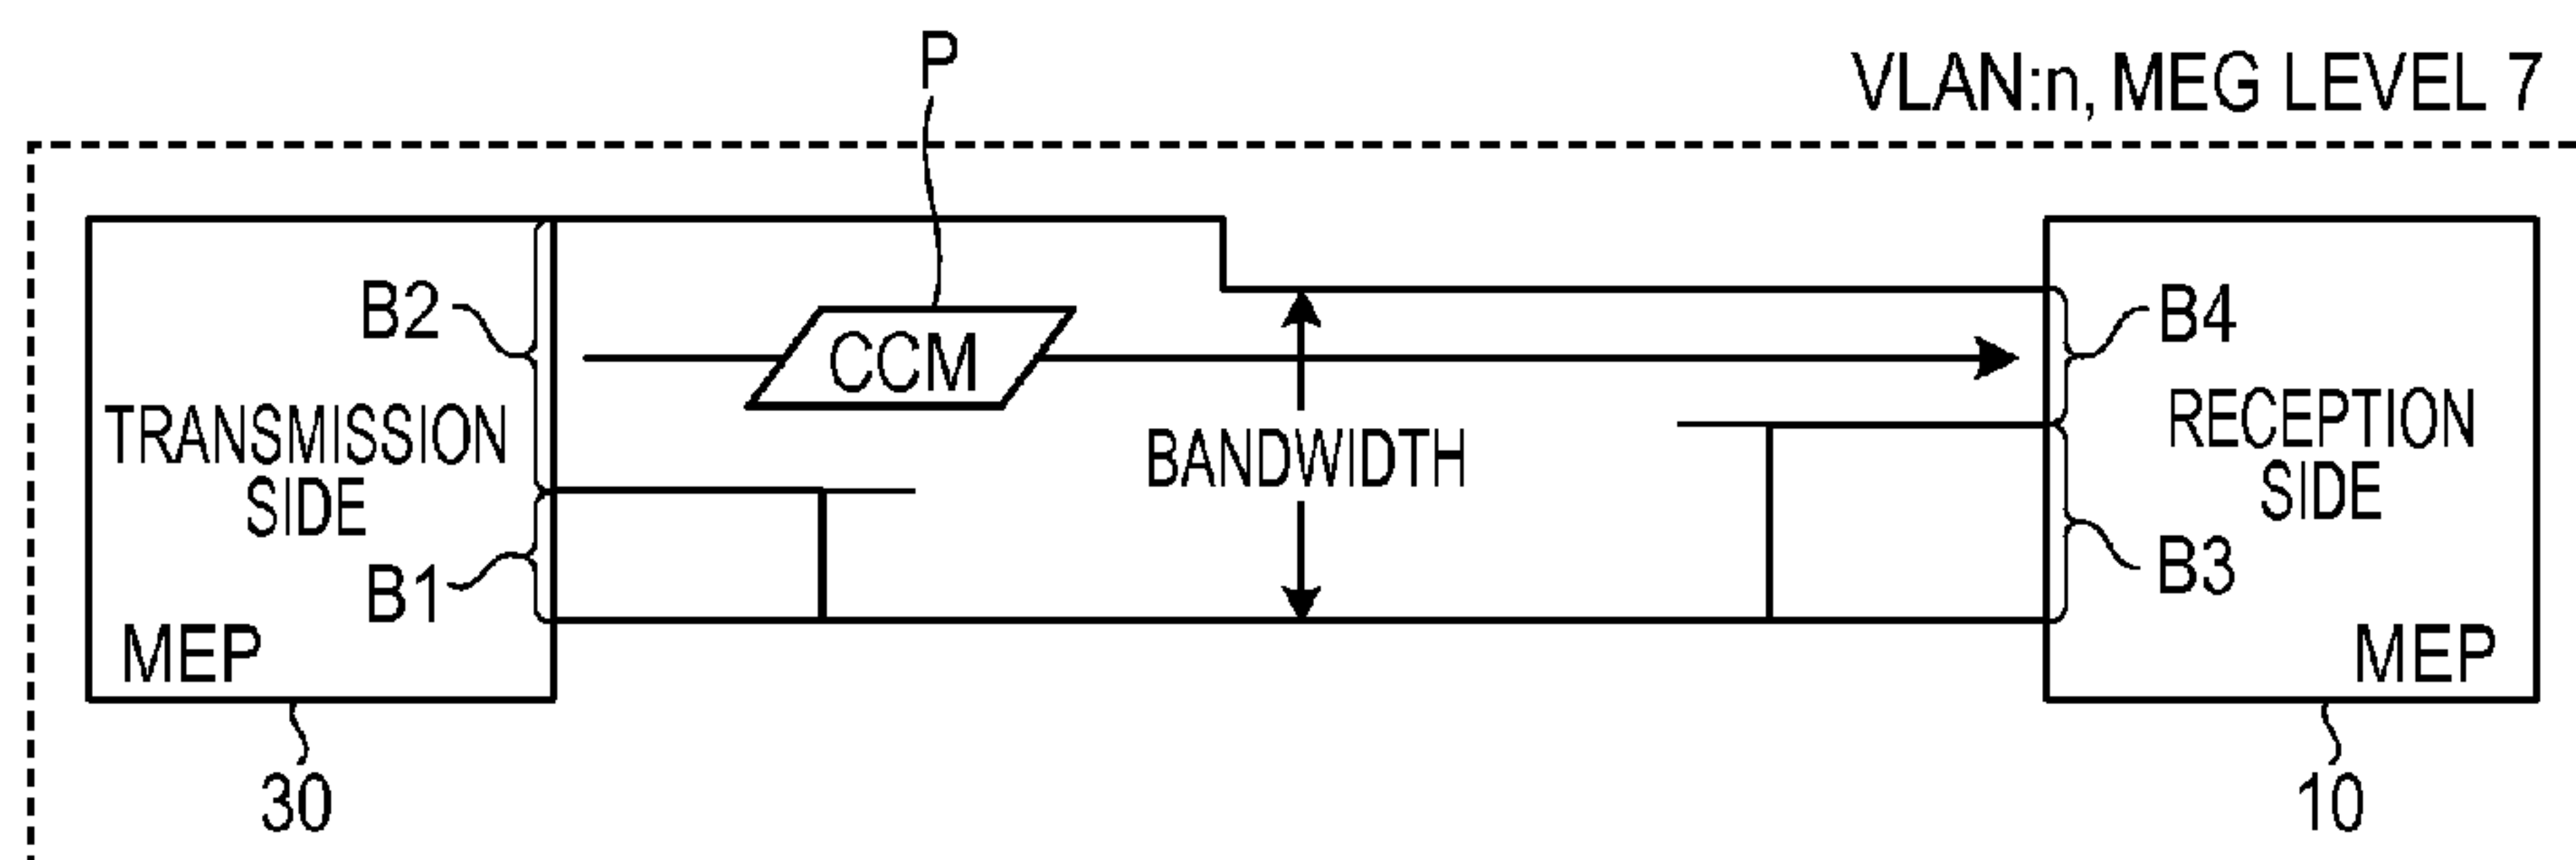 P
VLAN:n, MEG LEVEL 7
B2
CCM
B4
TRANSMISSION
SIDE
BANDWIDTH
RECEPTION
SIDE
B1
B3
MEP
MEP
30
10